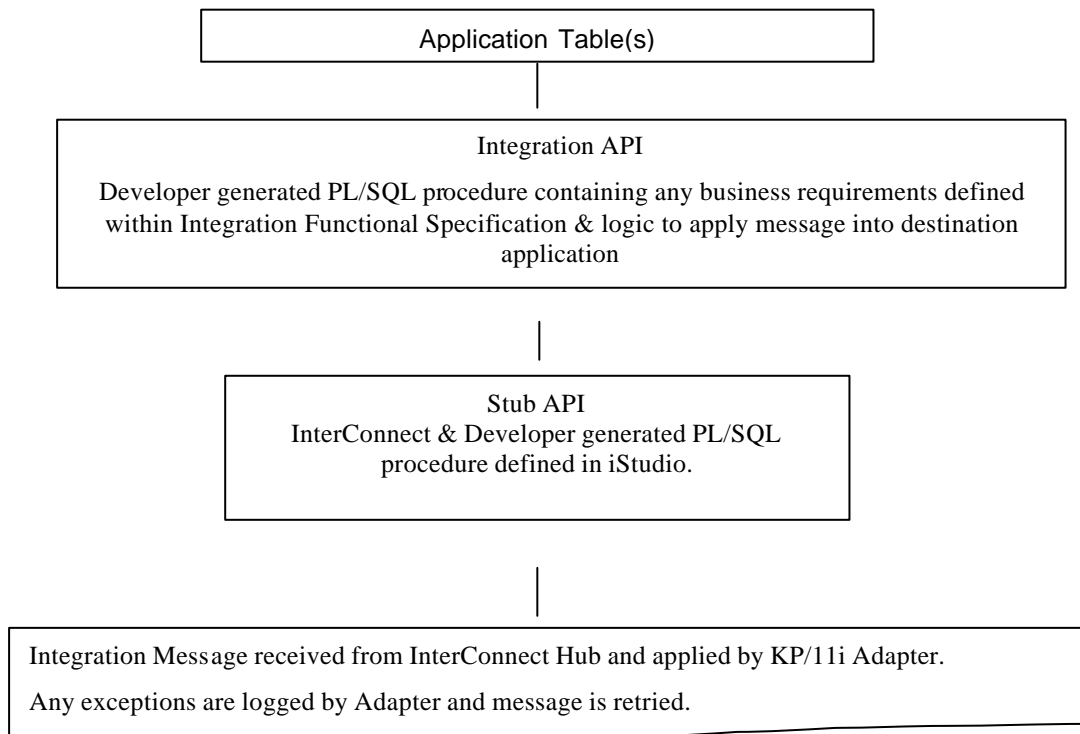 Application Table(s)
Integration API
Developer generated PL/SQL procedure containing any business requirements defined
within Integration Functional Specification & logic to apply message into destination
application
Stub API
InterConnect & Developer generated PL/SQL
procedure defined in iStudio.
Integration Message received from InterConnect Hub and applied by KP/11i Adapter.
Any exceptions are logged by Adapter and message is retried.